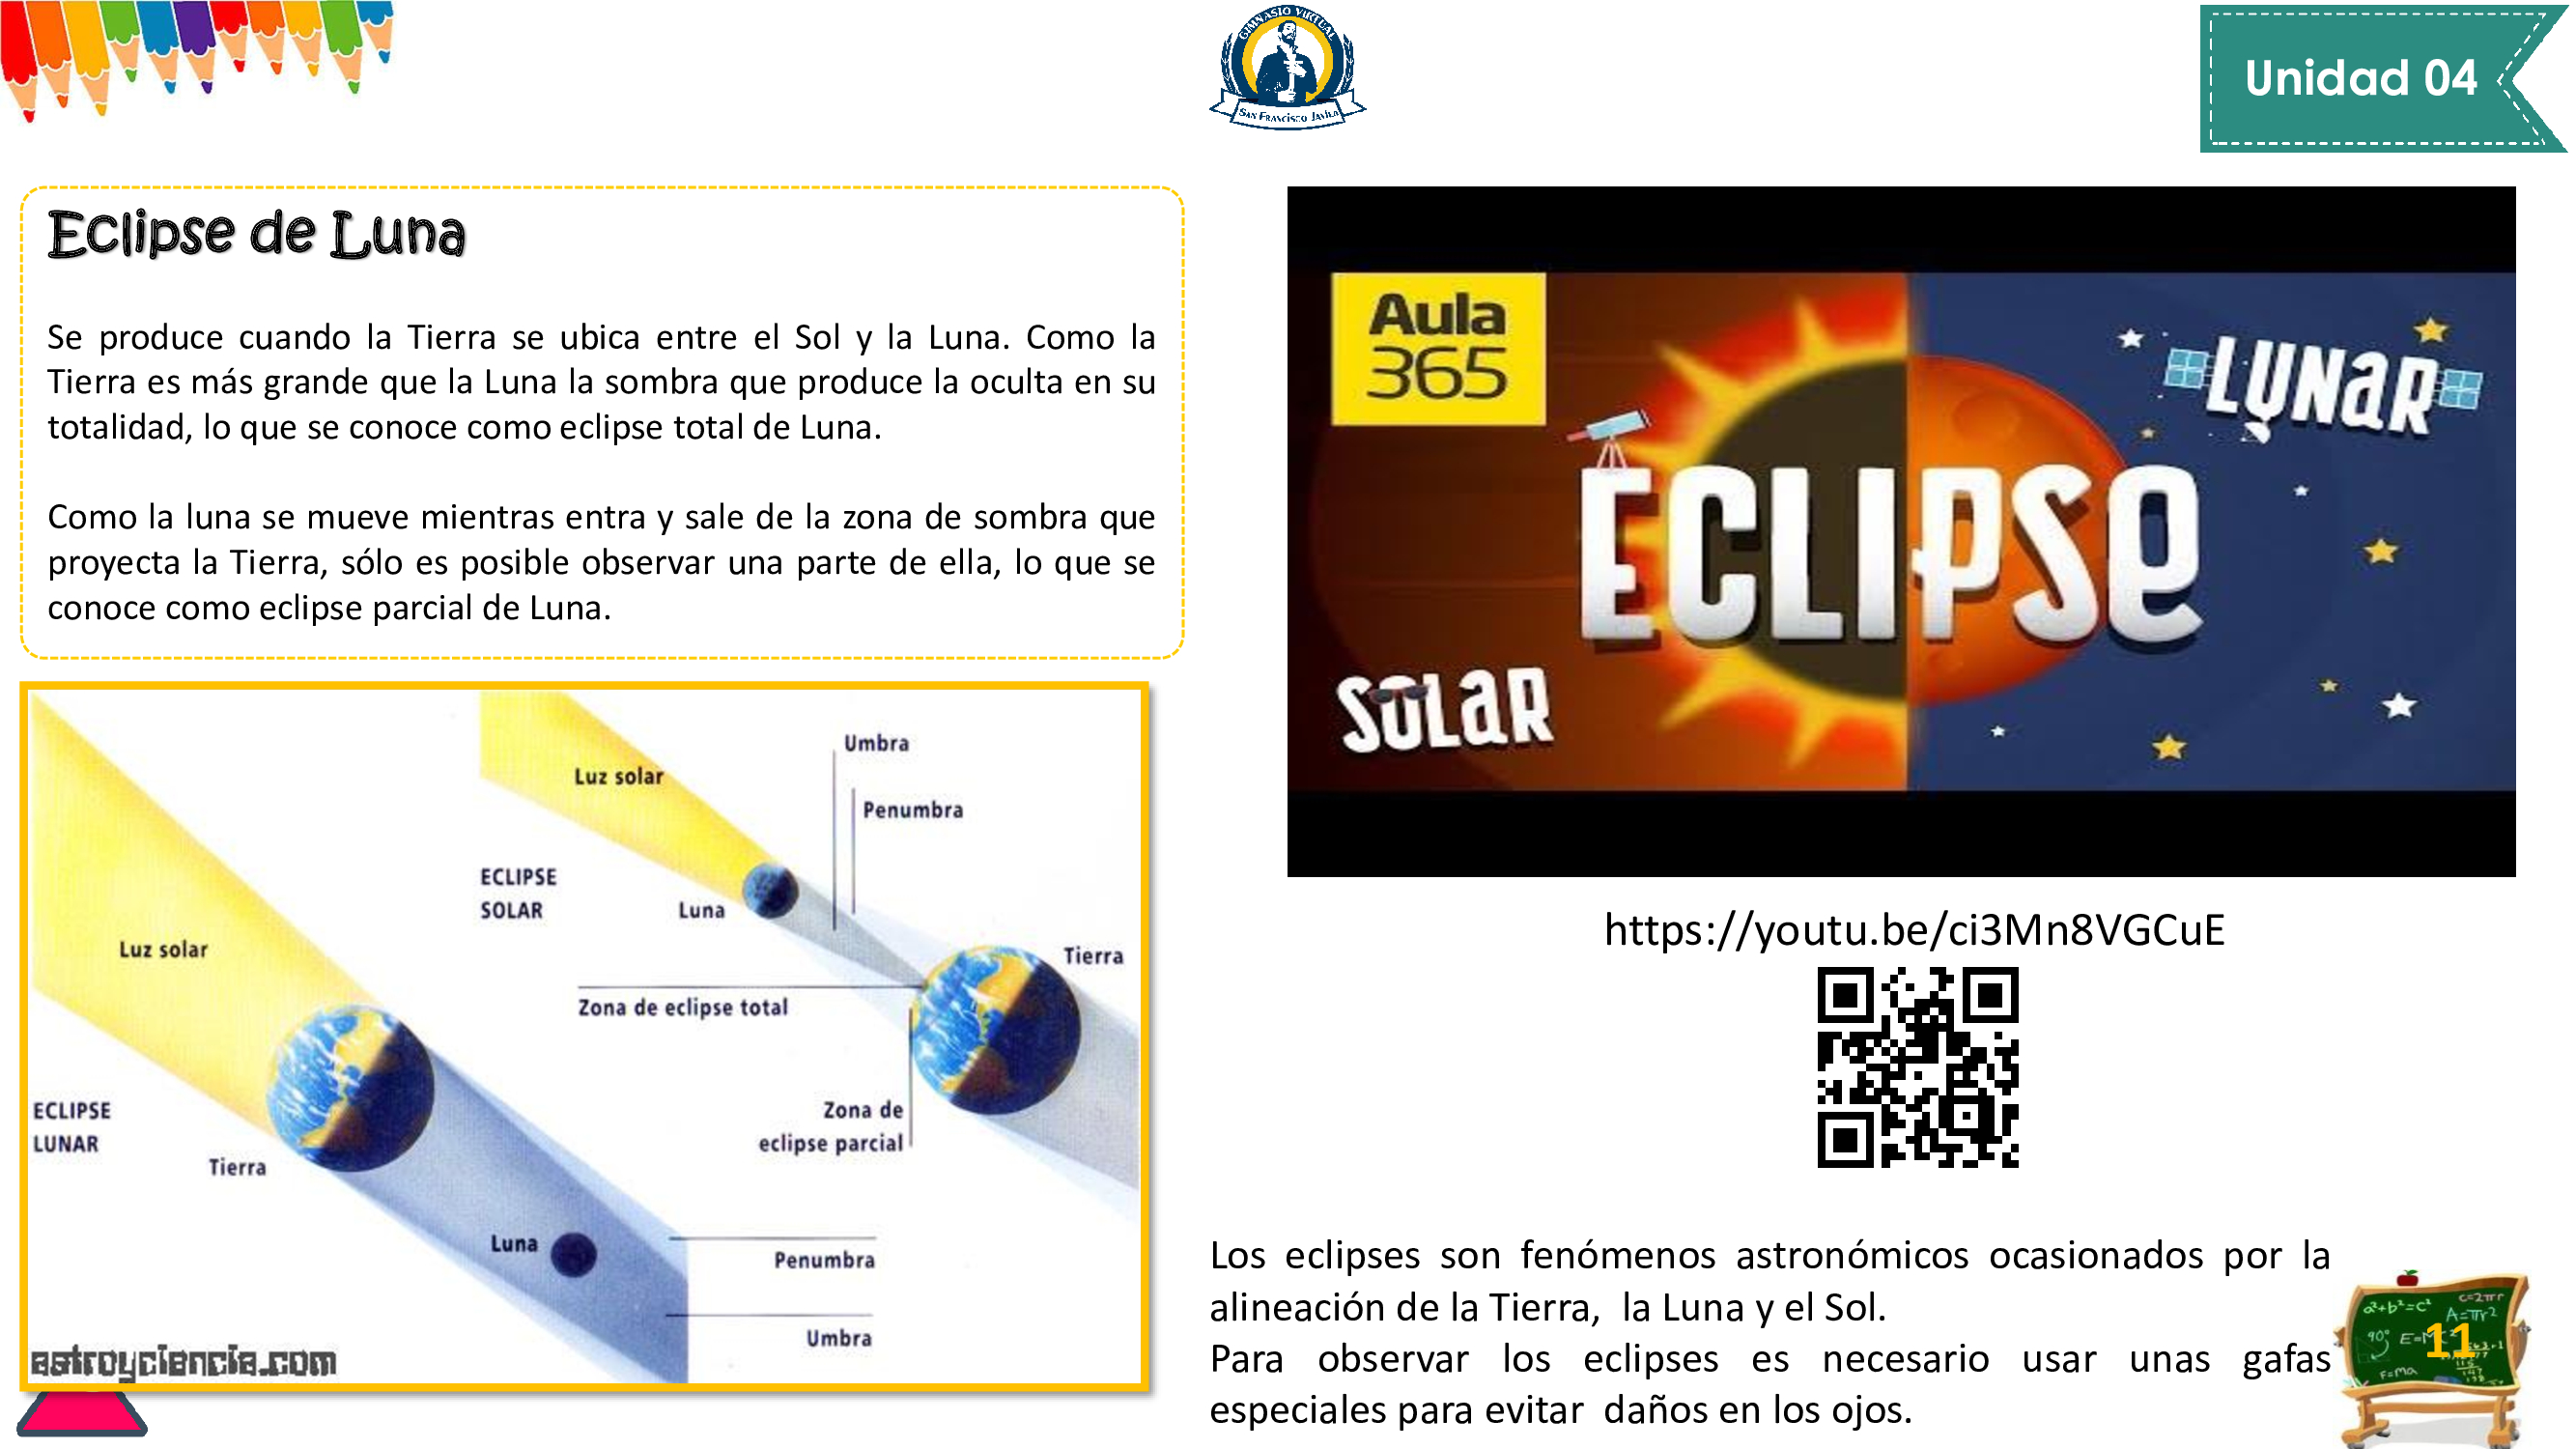 GIMNASIO VIRTUAL
SAN FRANCISCO JAVIER
Unidad 04
Eclipse de Luna
Se produce cuando la Tierra se ubica entre el Sol y la Luna. Como la
Tierra es más grande que la Luna la sombra que produce la oculta en su
totalidad, lo que se conoce como eclipse total de Luna.
Como la luna se mueve mientras entra y sale de la zona de sombra que
proyecta la Tierra, sólo es posible observar una parte de ella, lo que se
conoce como eclipse parcial de Luna.
Umbra
Luz solar
Penumbra
ECLIPSE
SOLAR
Luna
Luz solar
Tierra
Zona de eclipse total
ECLIPSE
LUNAR
Zona de
eclipse parcial
Tierra
Luna
Penumbra
Umbra
astroyciencia.com
Aula
365
LUNAR
ECLIPSE
SOLAR
https://youtu.be/ci3Mn8VGCuE
Los eclipses son fenómenos astronómicos ocasionados por la
alineación de la Tierra,  la Luna y el Sol.
Para observar los eclipses es necesario usar unas gafas
especiales para evitar  daños en los ojos.
c=2πr
a²+b²=c²
A=πr²
90°
11
F=ma